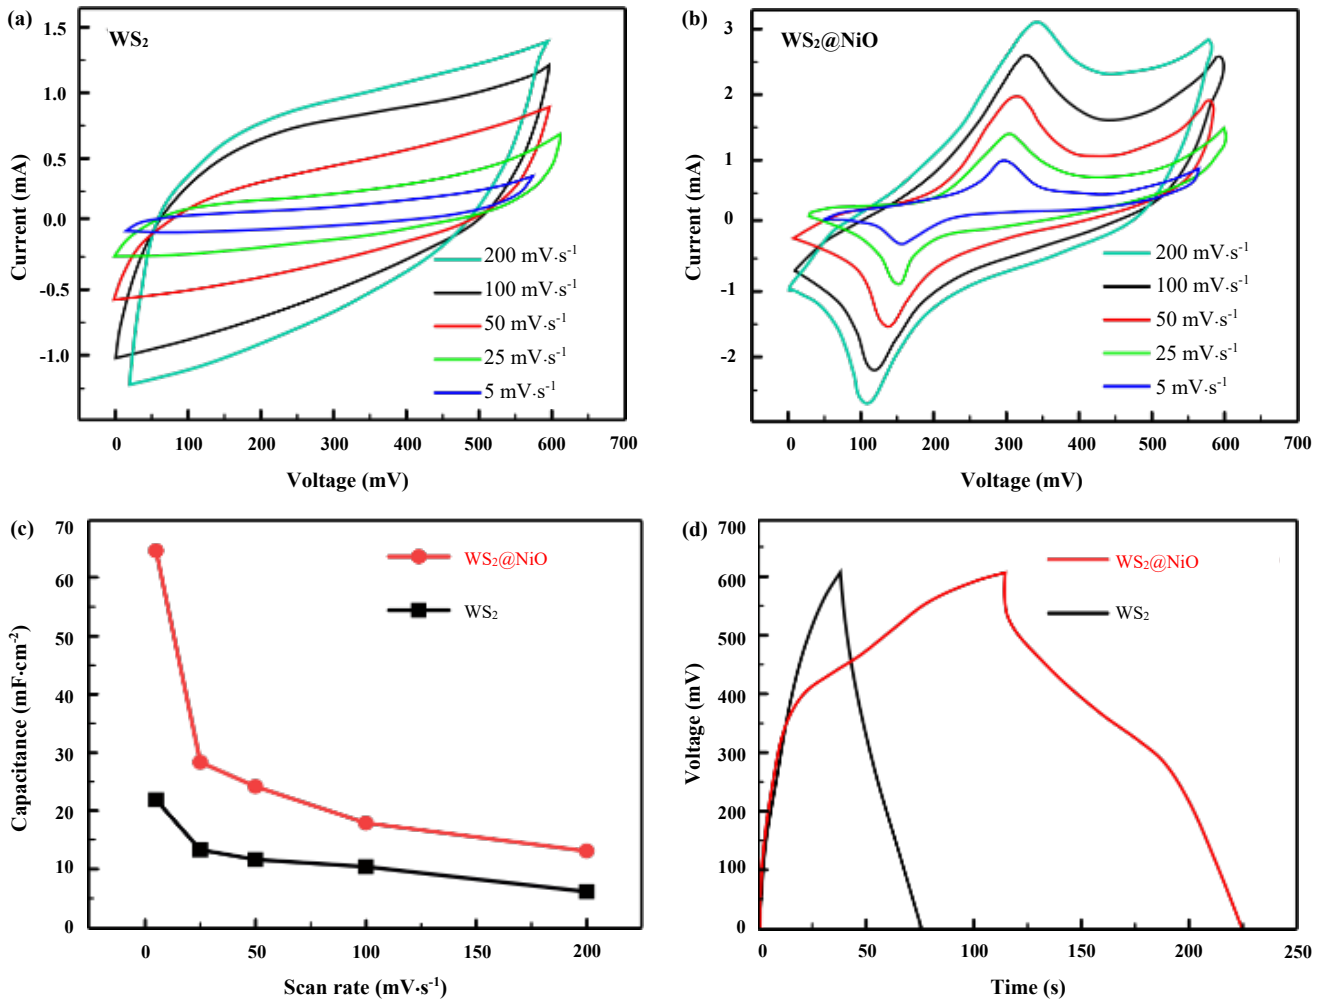 (a)
WS₂
1.5
1.0
0.5
0.0
-0.5
-1.0
Current (mA)
200 mV·s⁻¹
100 mV·s⁻¹
50 mV·s⁻¹
25 mV·s⁻¹
5 mV·s⁻¹
0 100 200 300 400 500 600 700
Voltage (mV)
(b)
WS₂@NiO
3
2
1
0
-1
-2
Current (mA)
200 mV·s⁻¹
100 mV·s⁻¹
50 mV·s⁻¹
25 mV·s⁻¹
5 mV·s⁻¹
0 100 200 300 400 500 600 700
Voltage (mV)
(c)
70
60
50
40
30
20
10
0
Capacitance (mF·cm⁻²)
WS₂@NiO
WS₂
0 50 100 150 200
Scan rate (mV·s⁻¹)
(d)
700
600
500
400
300
200
100
0
Voltage (mV)
WS₂@NiO
WS₂
0 50 100 150 200 250
Time (s)